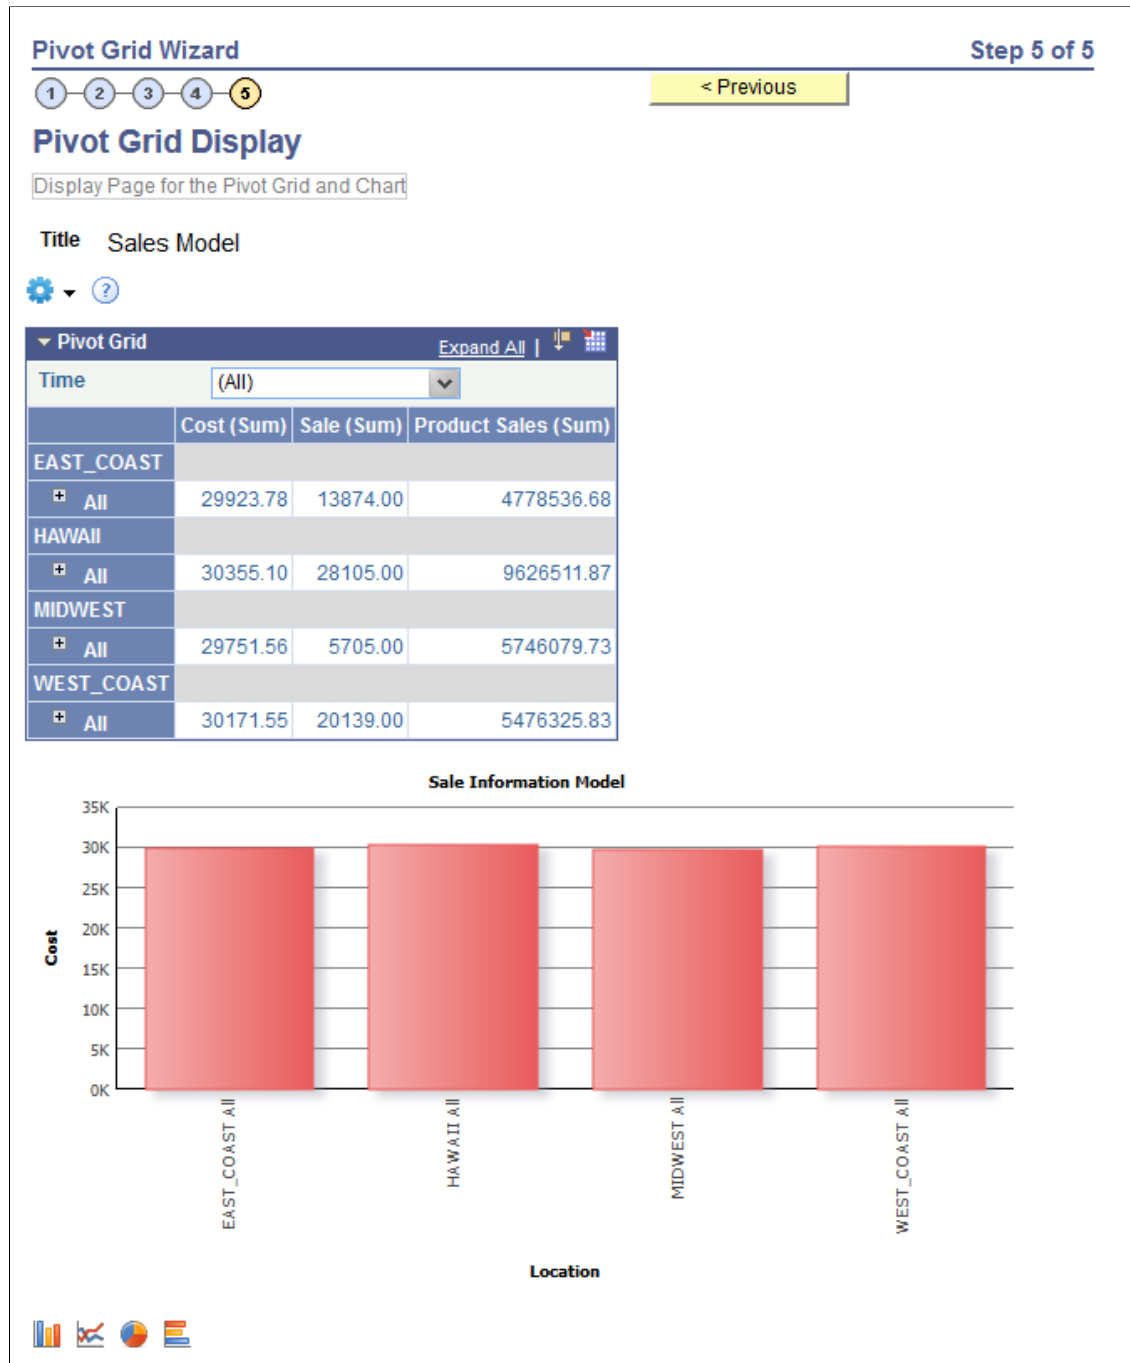 Pivot Grid Wizard Step 5 of 5
1 2 3 4 5 < Previous
Pivot Grid Display
Display Page for the Pivot Grid and Chart
Title Sales Model
?
Pivot Grid Expand All |
Time (All)
Cost (Sum) Sale (Sum) Product Sales (Sum)
EAST_COAST
All 29923.78 13874.00 4778536.68
HAWAII
All 30355.10 28105.00 9626511.87
MIDWEST
All 29751.56 5705.00 5746079.73
WEST_COAST
All 30171.55 20139.00 5476325.83
Sale Information Model
35K
30K
25K
20K
15K
10K
5K
0K
Cost
EAST_COAST All
HAWAII All
MIDWEST All
WEST_COAST All
Location